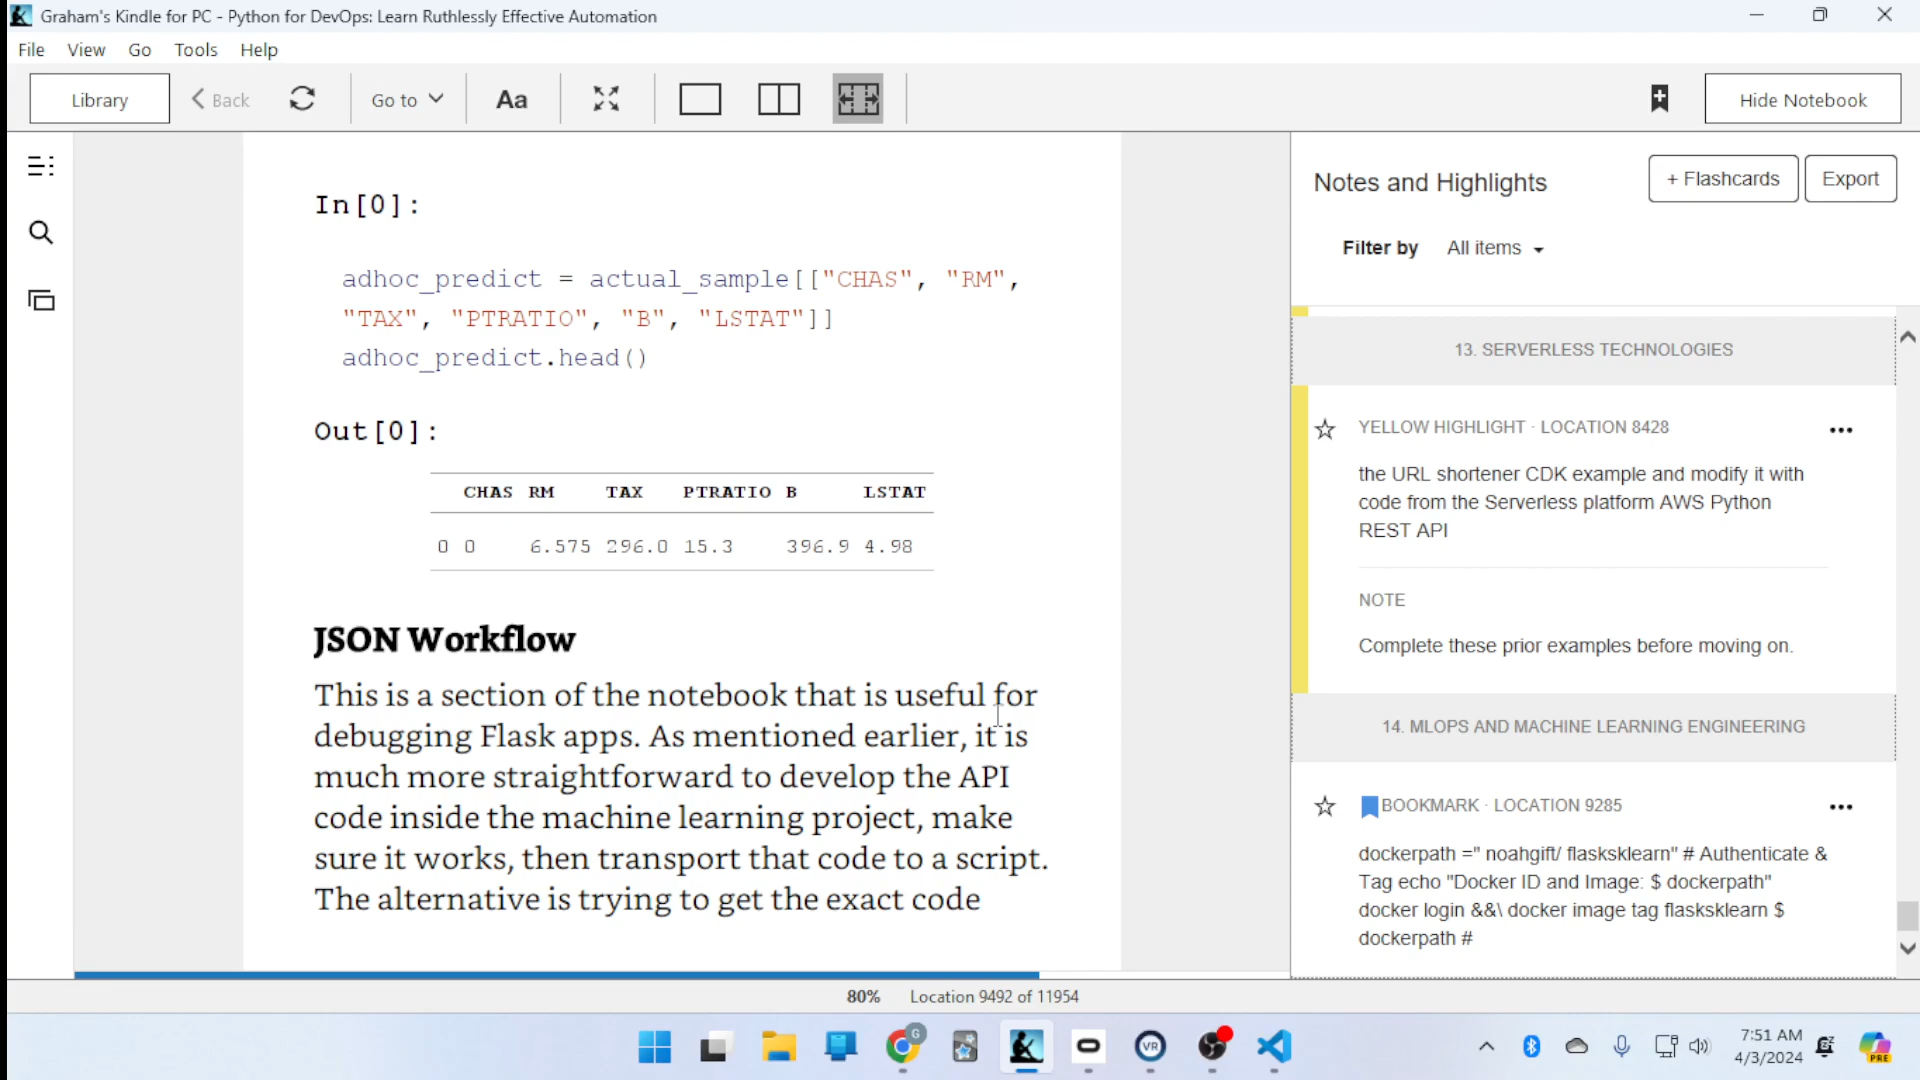 Graham's Kindle for PC - Python for DevOps: Learn Ruthlessly Effective Automation
File View Go Tools Help
Library Back Go to Aa Hide Notebook
In[0]:
adhoc_predict = actual_sample[["CHAS", "RM",
"TAX", "PTRATIO", "B", "LSTAT"]]
adhoc_predict.head()
Out[0]:
CHAS RM TAX PTRATIO B LSTAT
0 0 6.575 296.0 15.3 396.9 4.98
JSON Workflow
This is a section of the notebook that is useful for
debugging Flask apps. As mentioned earlier, it is
much more straightforward to develop the API
code inside the machine learning project, make
sure it works, then transport that code to a script.
The alternative is trying to get the exact code
Notes and Highlights + Flashcards Export
Filter by All items
13. SERVERLESS TECHNOLOGIES
YELLOW HIGHLIGHT · LOCATION 8428
the URL shortener CDK example and modify it with
code from the Serverless platform AWS Python
REST API
NOTE
Complete these prior examples before moving on.
14. MLOPS AND MACHINE LEARNING ENGINEERING
BOOKMARK · LOCATION 9285
dockerpath =" noahgift/ flasksklearn" # Authenticate &
Tag echo "Docker ID and Image: $ dockerpath"
docker login &&\ docker image tag flasksklearn $
dockerpath #
80% Location 9492 of 11954
G
VR
7:51 AM
4/3/2024
PRE